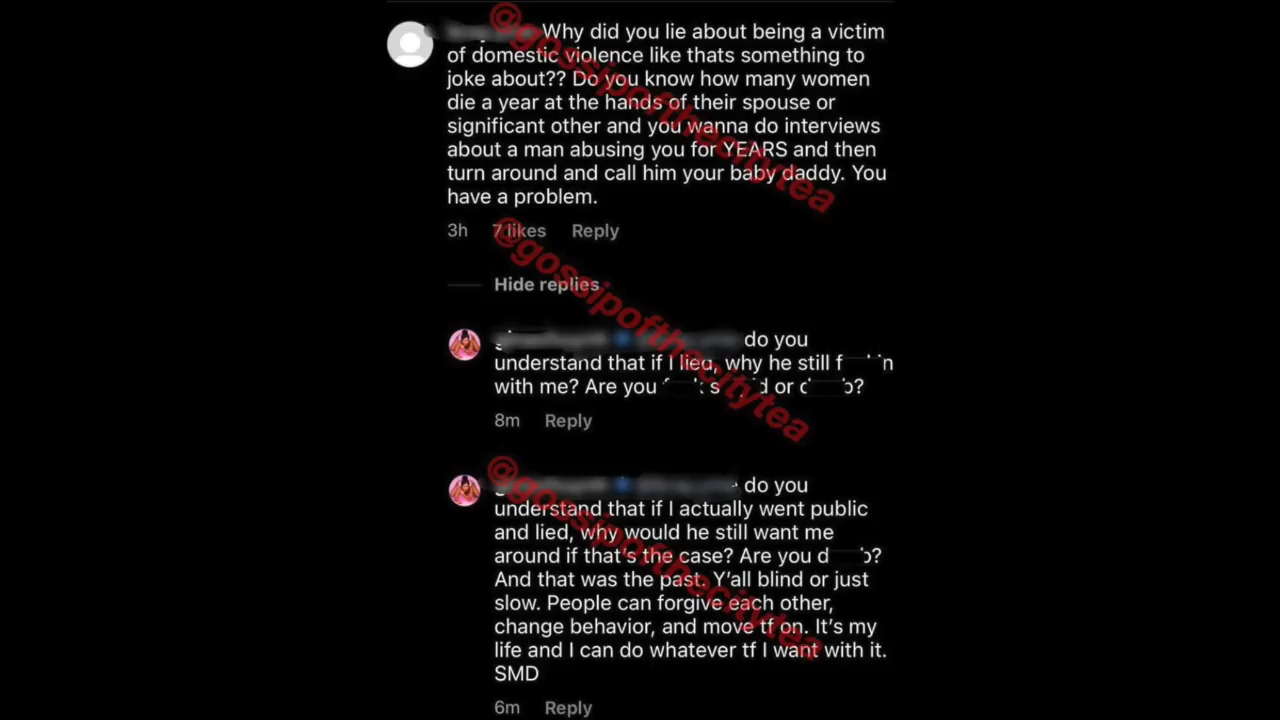 Why did you lie about being a victim
of domestic violence like thats something to
joke about?? Do you know how many women
die a year at the hands of their spouse or
significant other and you wanna do interviews
about a man abusing you for YEARS and then
turn around and call him your baby daddy. You
have a problem.
3h 7 likes Reply
Hide replies
do you
understand that if I lied, why he still
with me? Are you or
8m Reply
do you
understand that if I actually went public
and lied, why would he still want me
around if that's the case? Are you
And that was the past. Y'all blind or just
slow. People can forgive each other,
change behavior, and move tf on. It's my
life and I can do whatever tf I want with it.
SMD
6m Reply
@gossipofthecitytea
@gossipofthecitytea
@gossipofthecitytea